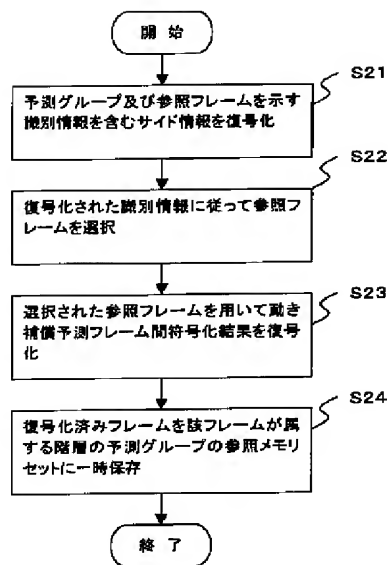 開 始
S21
予測グループ及び参照フレームを示す
識別情報を含むサイド情報を復号化
S22
復号化された識別情報に従って参照フ
レームを選択
S23
選択された参照フレームを用いて動き
補償予測フレーム間符号化結果を復号
化
S24
復号化済みフレームを該フレームが属
する階層の予測グループの参照メモリ
セットに一時保存
終 了